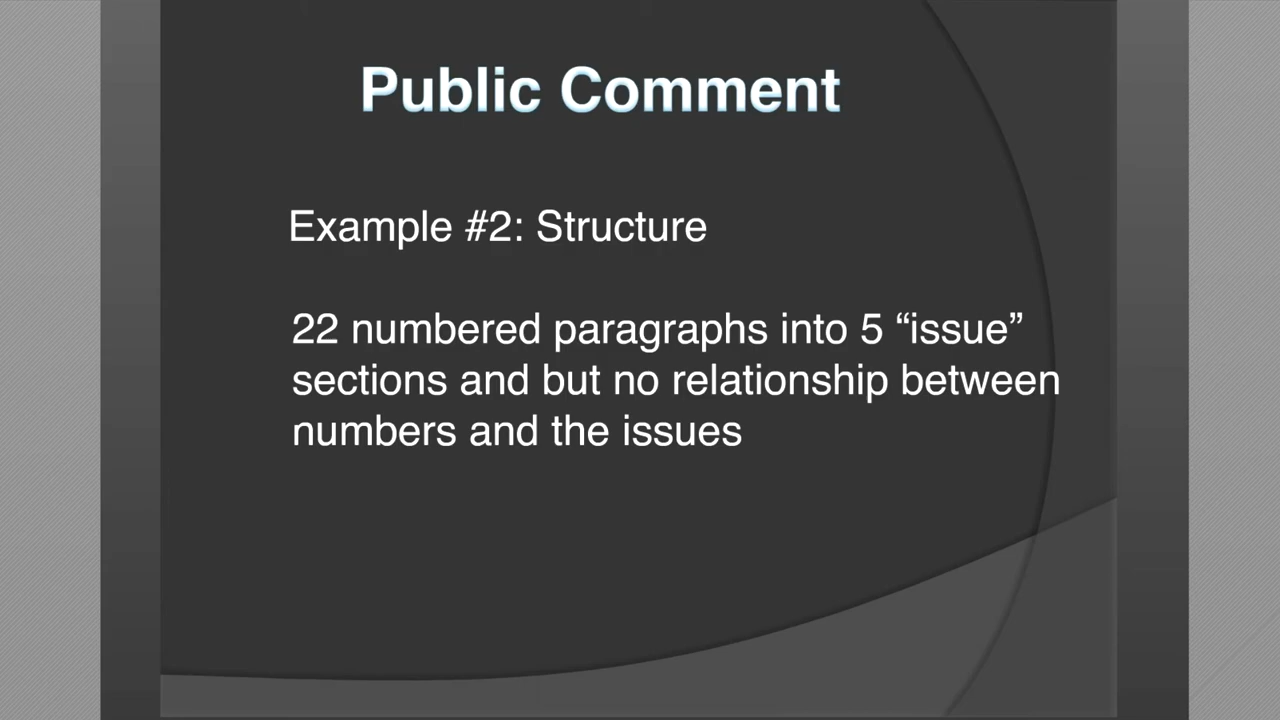 Public Comment
Example #2: Structure
22 numbered paragraphs into 5 “issue”
sections and but no relationship between
numbers and the issues